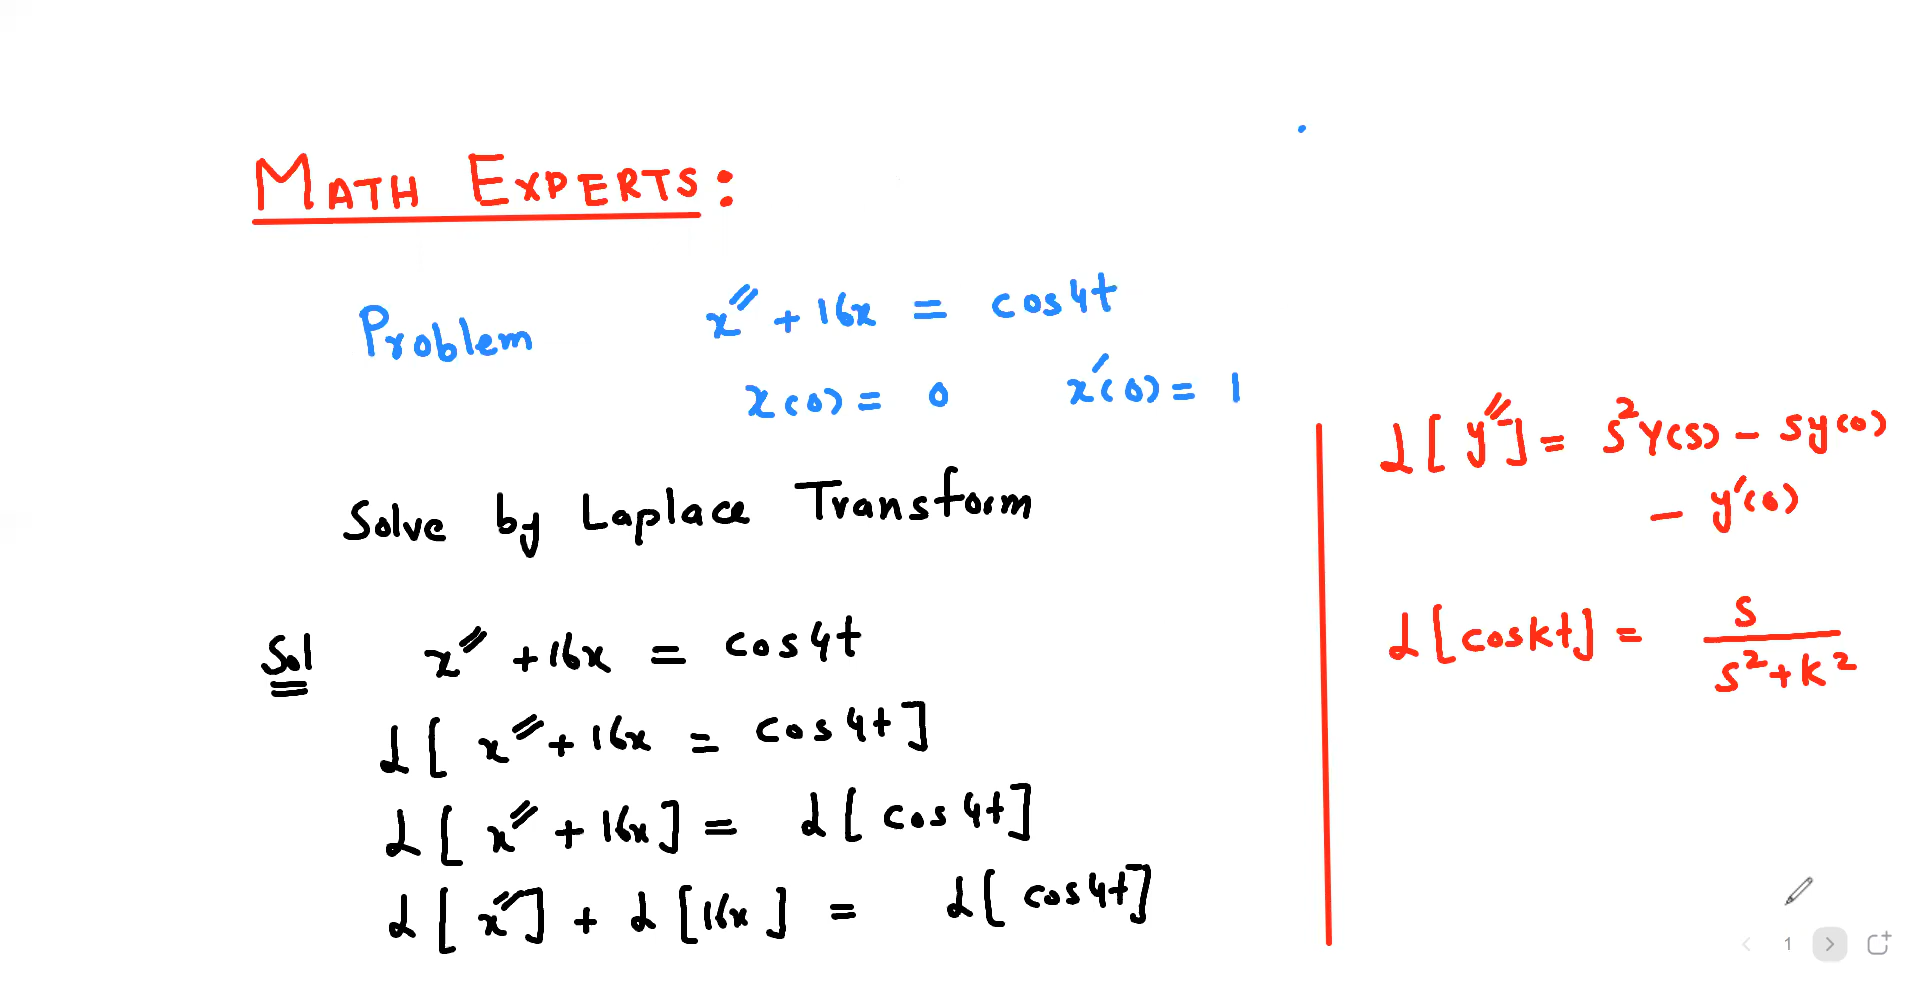 MATH EXPERTS:
Problem x″ + 16x = cos4t
x(0) = 0 x′(0) = 1
Solve by Laplace Transform
Sol x″ + 16x = cos4t
ℒ[ x″ + 16x = cos4t ]
ℒ[ x″ + 16x ] = ℒ[ cos4t ]
ℒ[ x″ ] + ℒ[ 16x ] = ℒ[ cos4t ]
ℒ[ y″ ] = s²Y(s) − sy(0)
− y′(0)
ℒ[ coskt ] = s
s² + k²
1